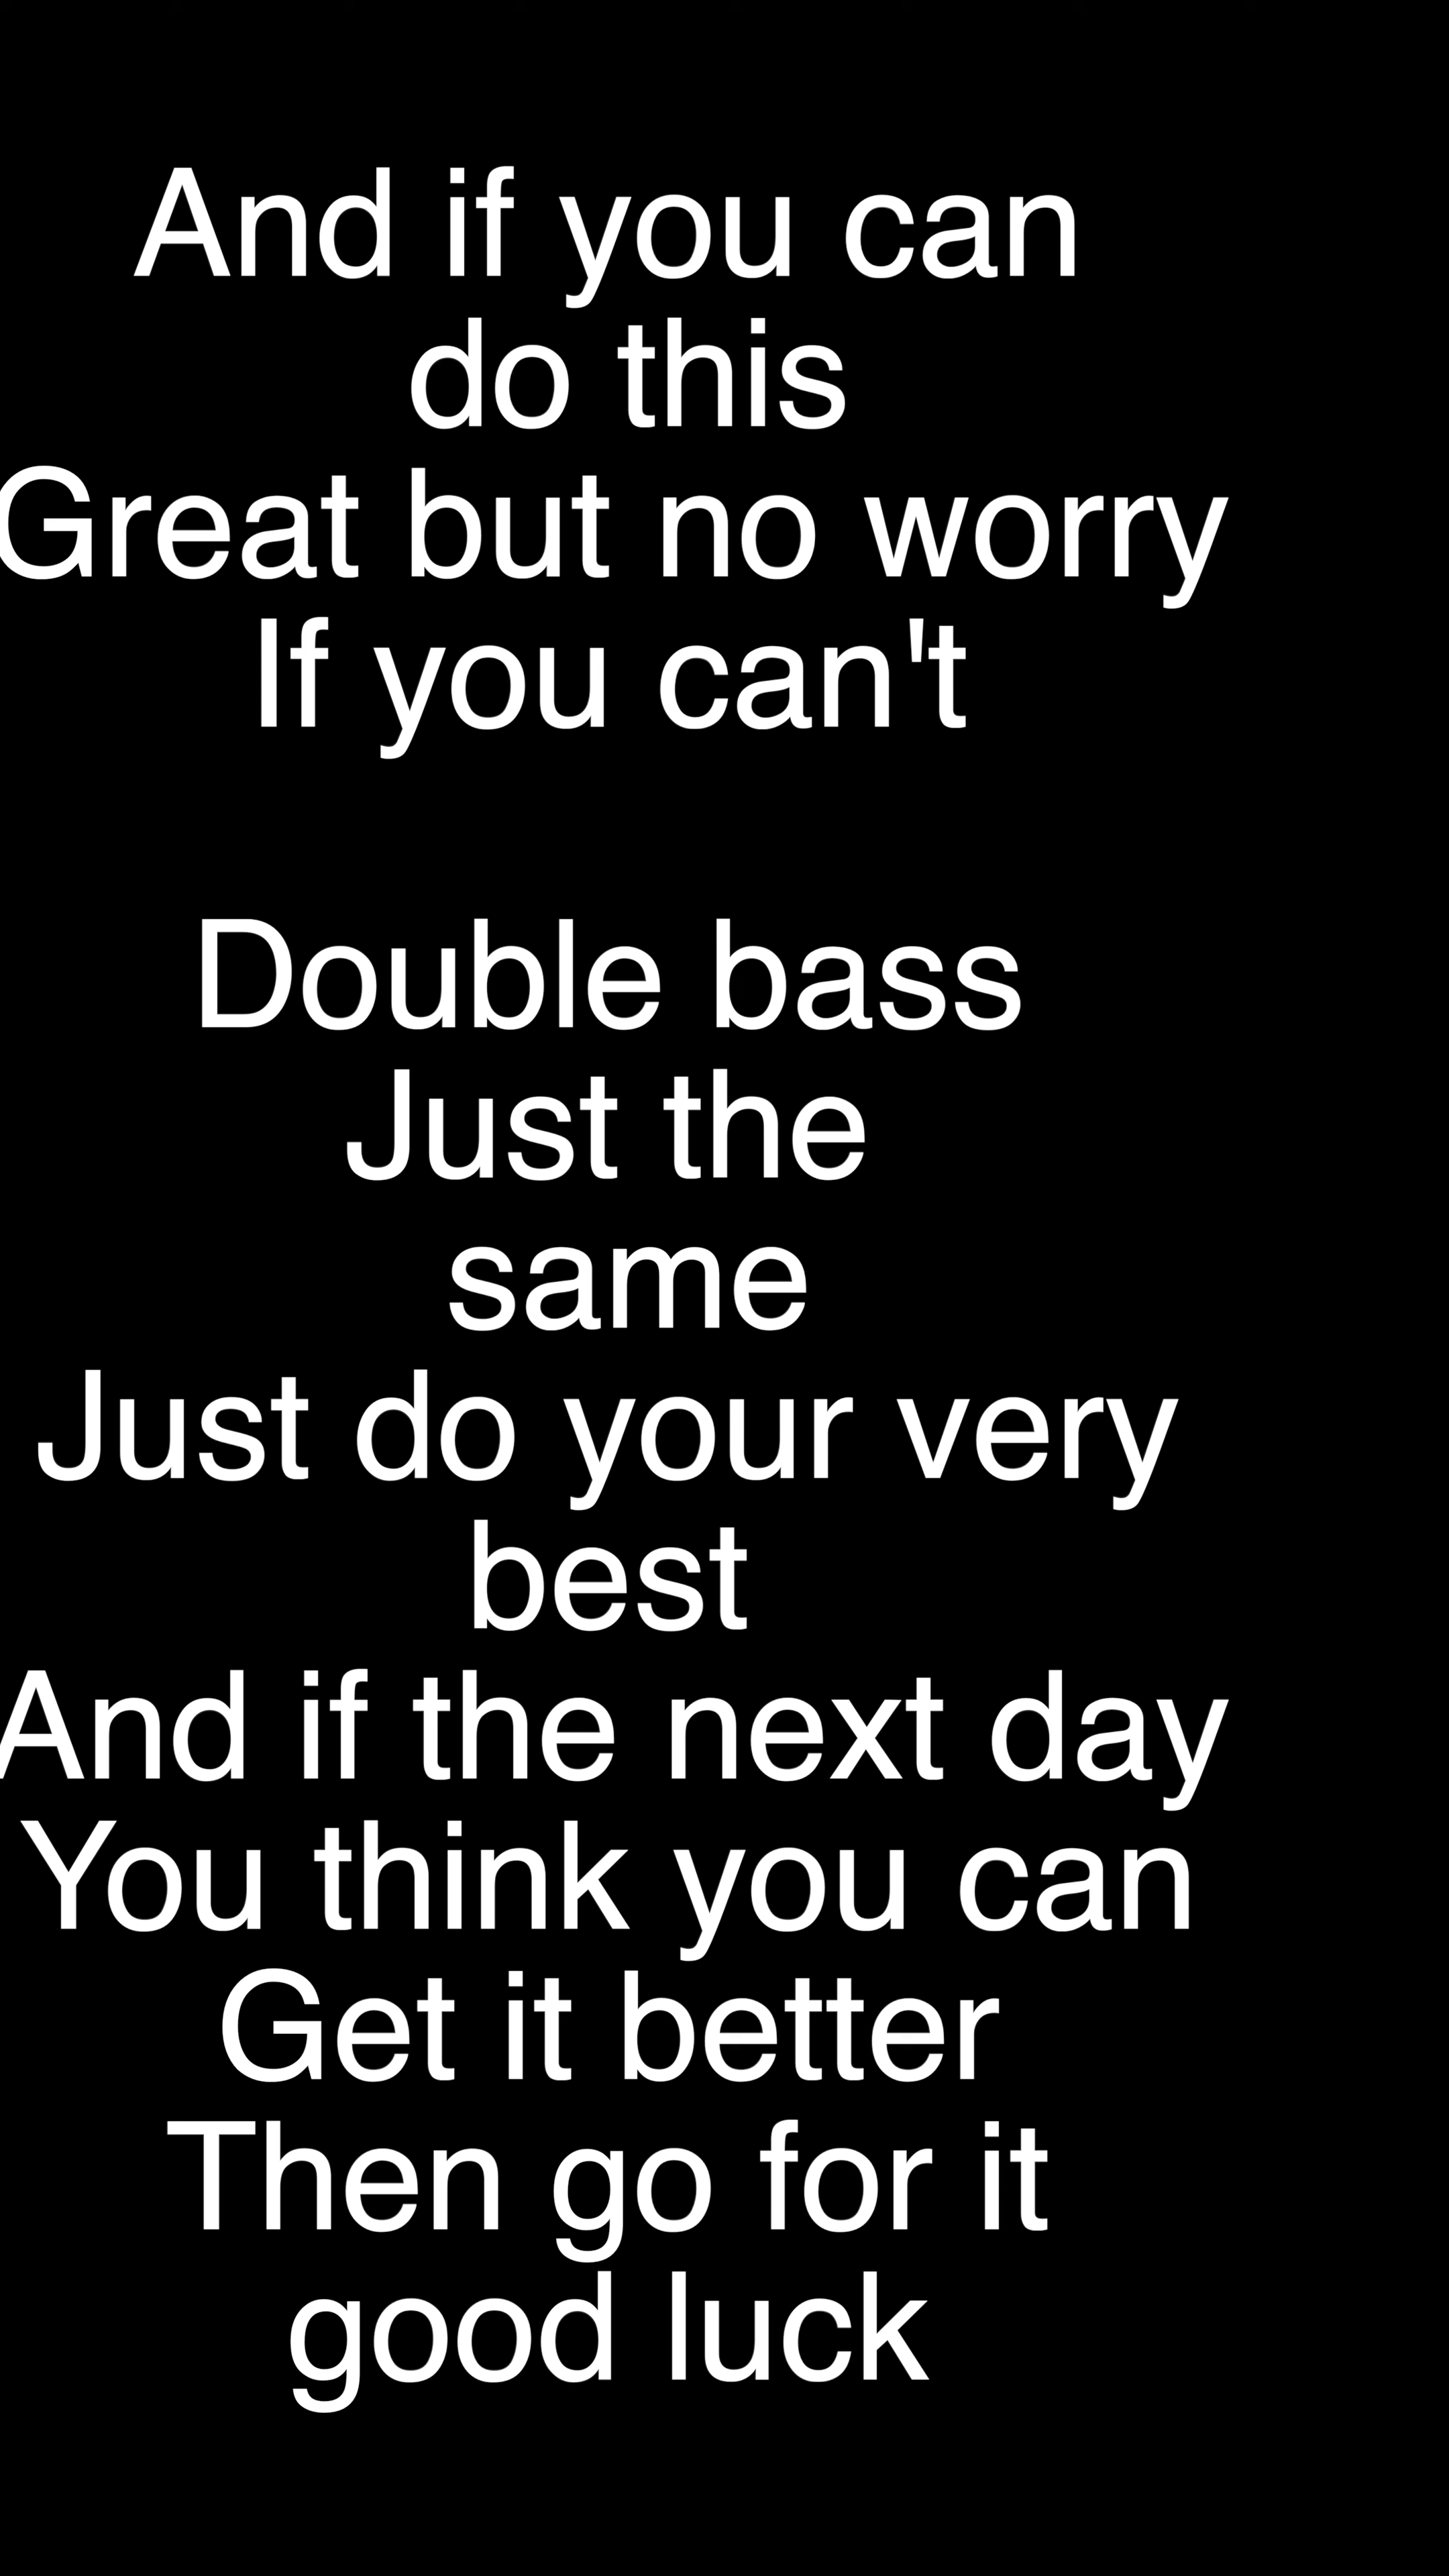 And if you can
do this
Great but no worry
If you can't
Double bass
Just the
same
Just do your very
best
And if the next day
You think you can
Get it better
Then go for it
good luck